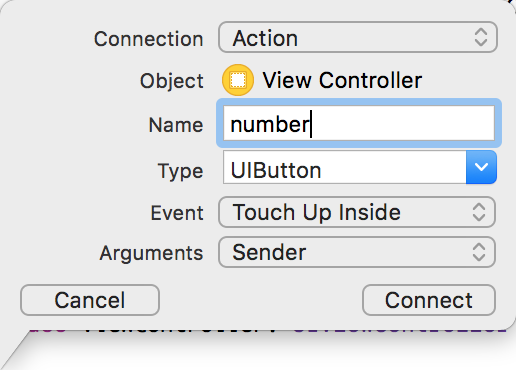 Connection Action
Object View Controller
Name number
Type UIButton
Event Touch Up Inside
Arguments Sender
Cancel Connect